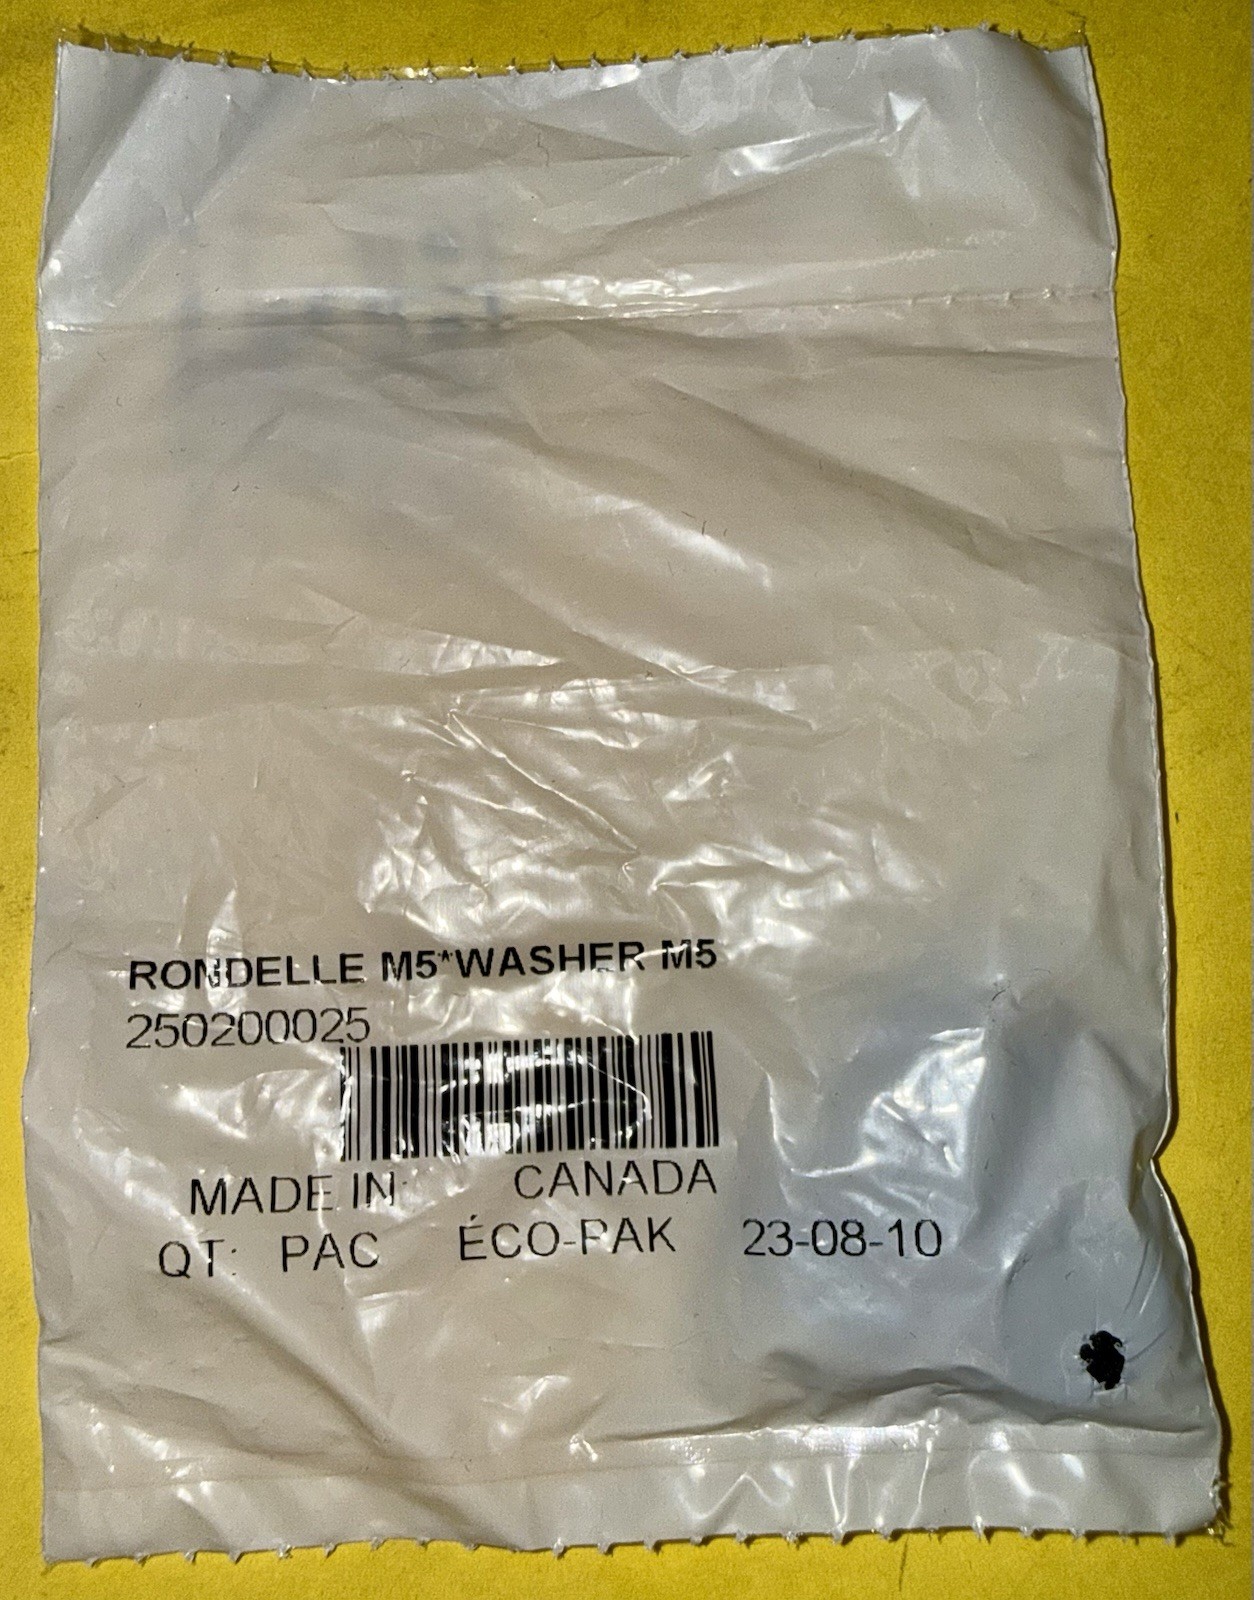 RONDELLE M5*WASHER M5
250200025
MADE IN: CANADA
QT: PAC ÉCO-PAK 23-08-10